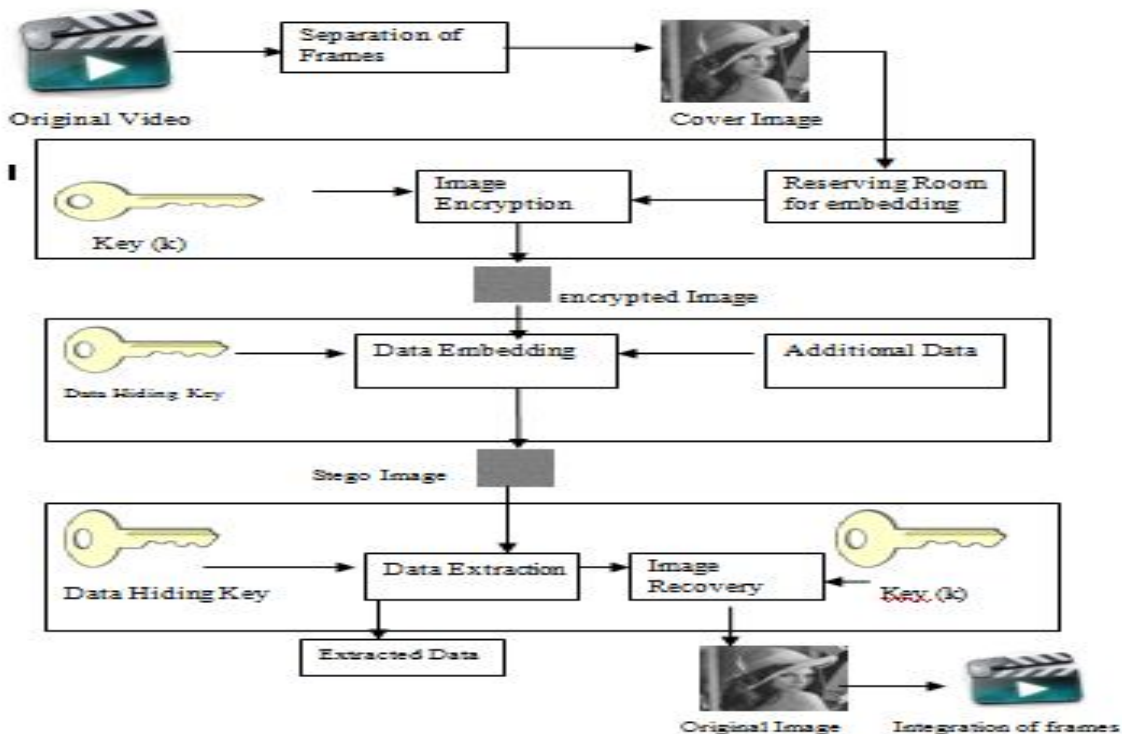 Separation of
Frames
Original Video
Cover Image
I
Image
Encryption
Reserving Room
for embedding
Key (k)
Encrypted Image
Data Embedding
Additional Data
Data Hiding Key
Stego Image
Data Extraction
Image
Recovery
Data Hiding Key
Key (k)
Extracted Data
Original Image
Integration of frames